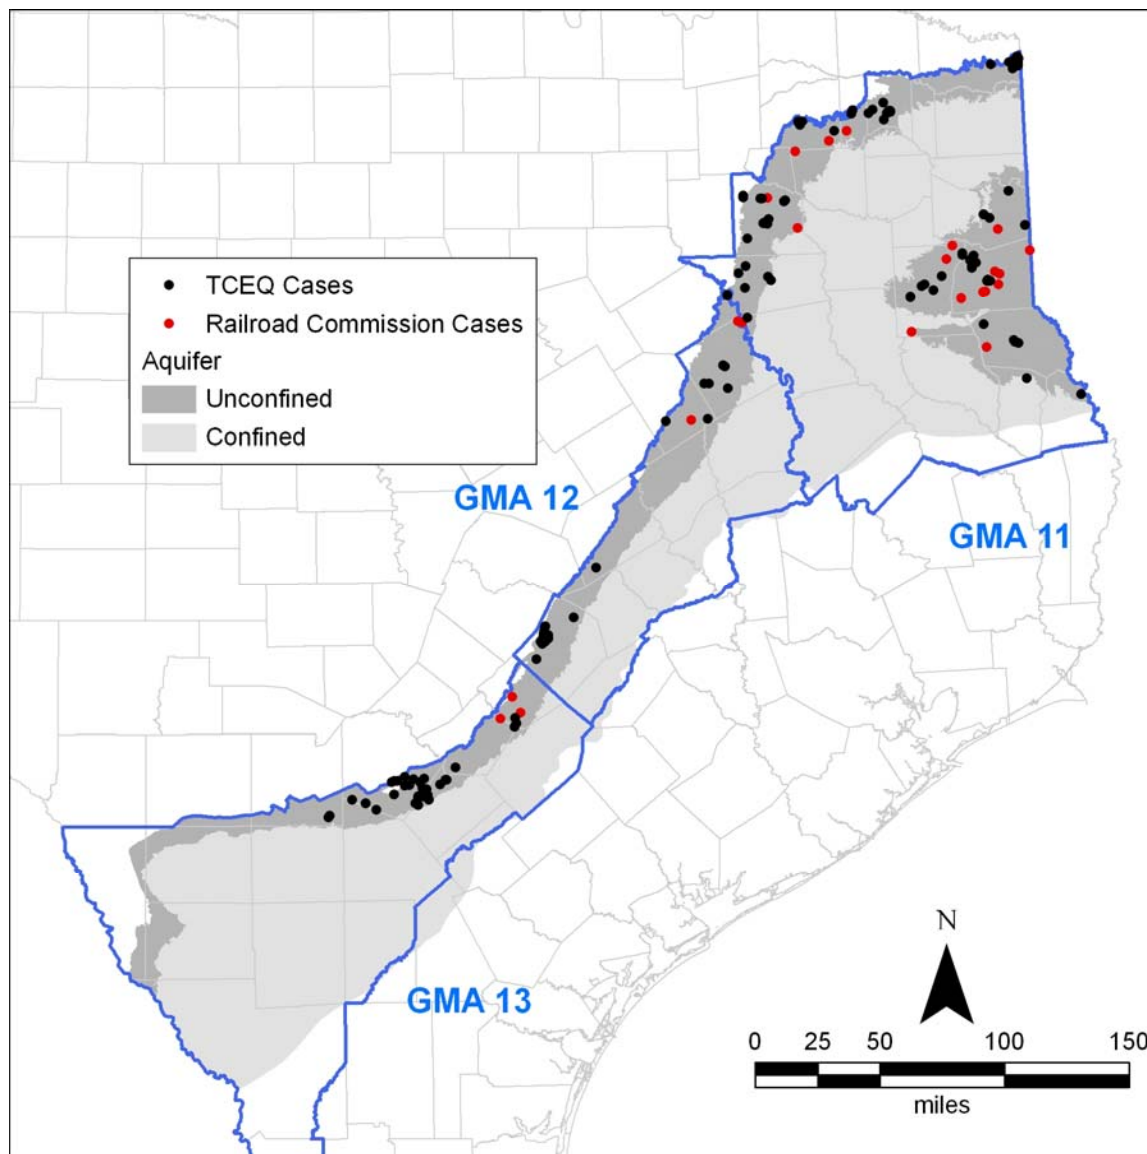 TCEQ Cases
Railroad Commission Cases
Aquifer
Unconfined
Confined
GMA 12
GMA 11
GMA 13
N
0 25 50 100 150
miles